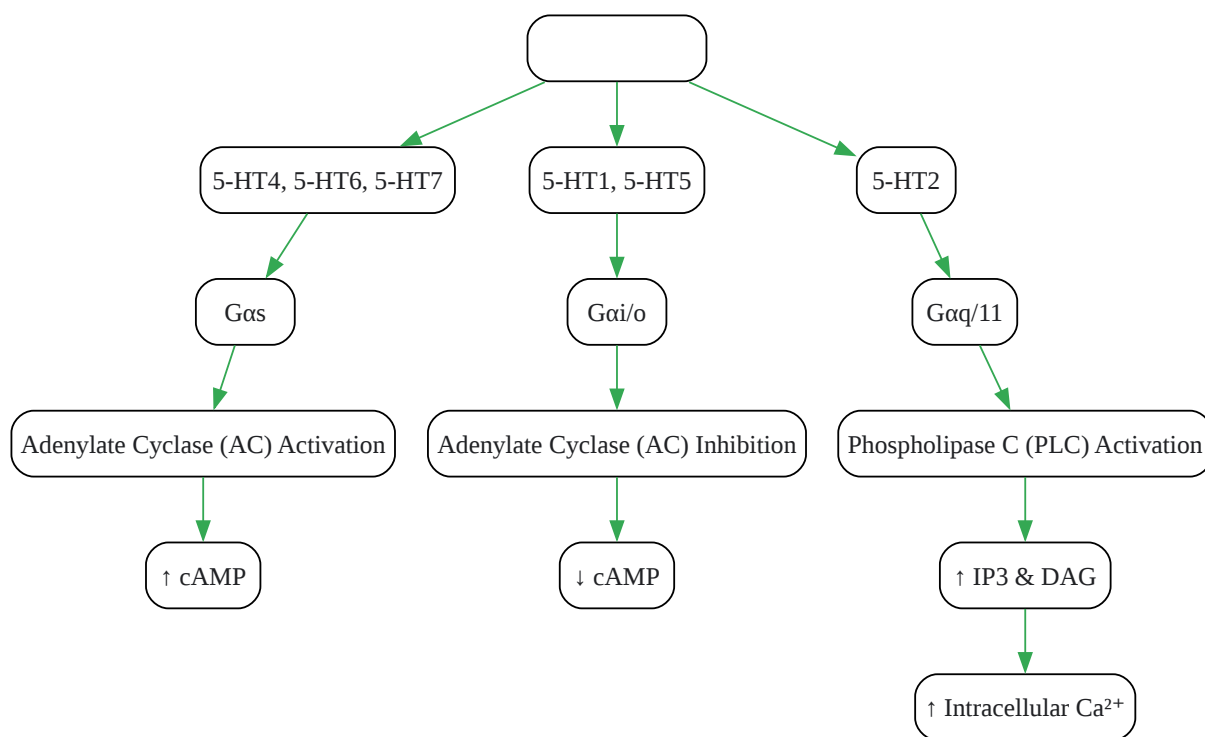 5-HT4, 5-HT6, 5-HT7
5-HT1, 5-HT5
5-HT2
Gαs
Gαi/o
Gαq/11
Adenylate Cyclase (AC) Activation
Adenylate Cyclase (AC) Inhibition
Phospholipase C (PLC) Activation
↑ cAMP
↓ cAMP
↑ IP3 & DAG
↑ Intracellular Ca²⁺